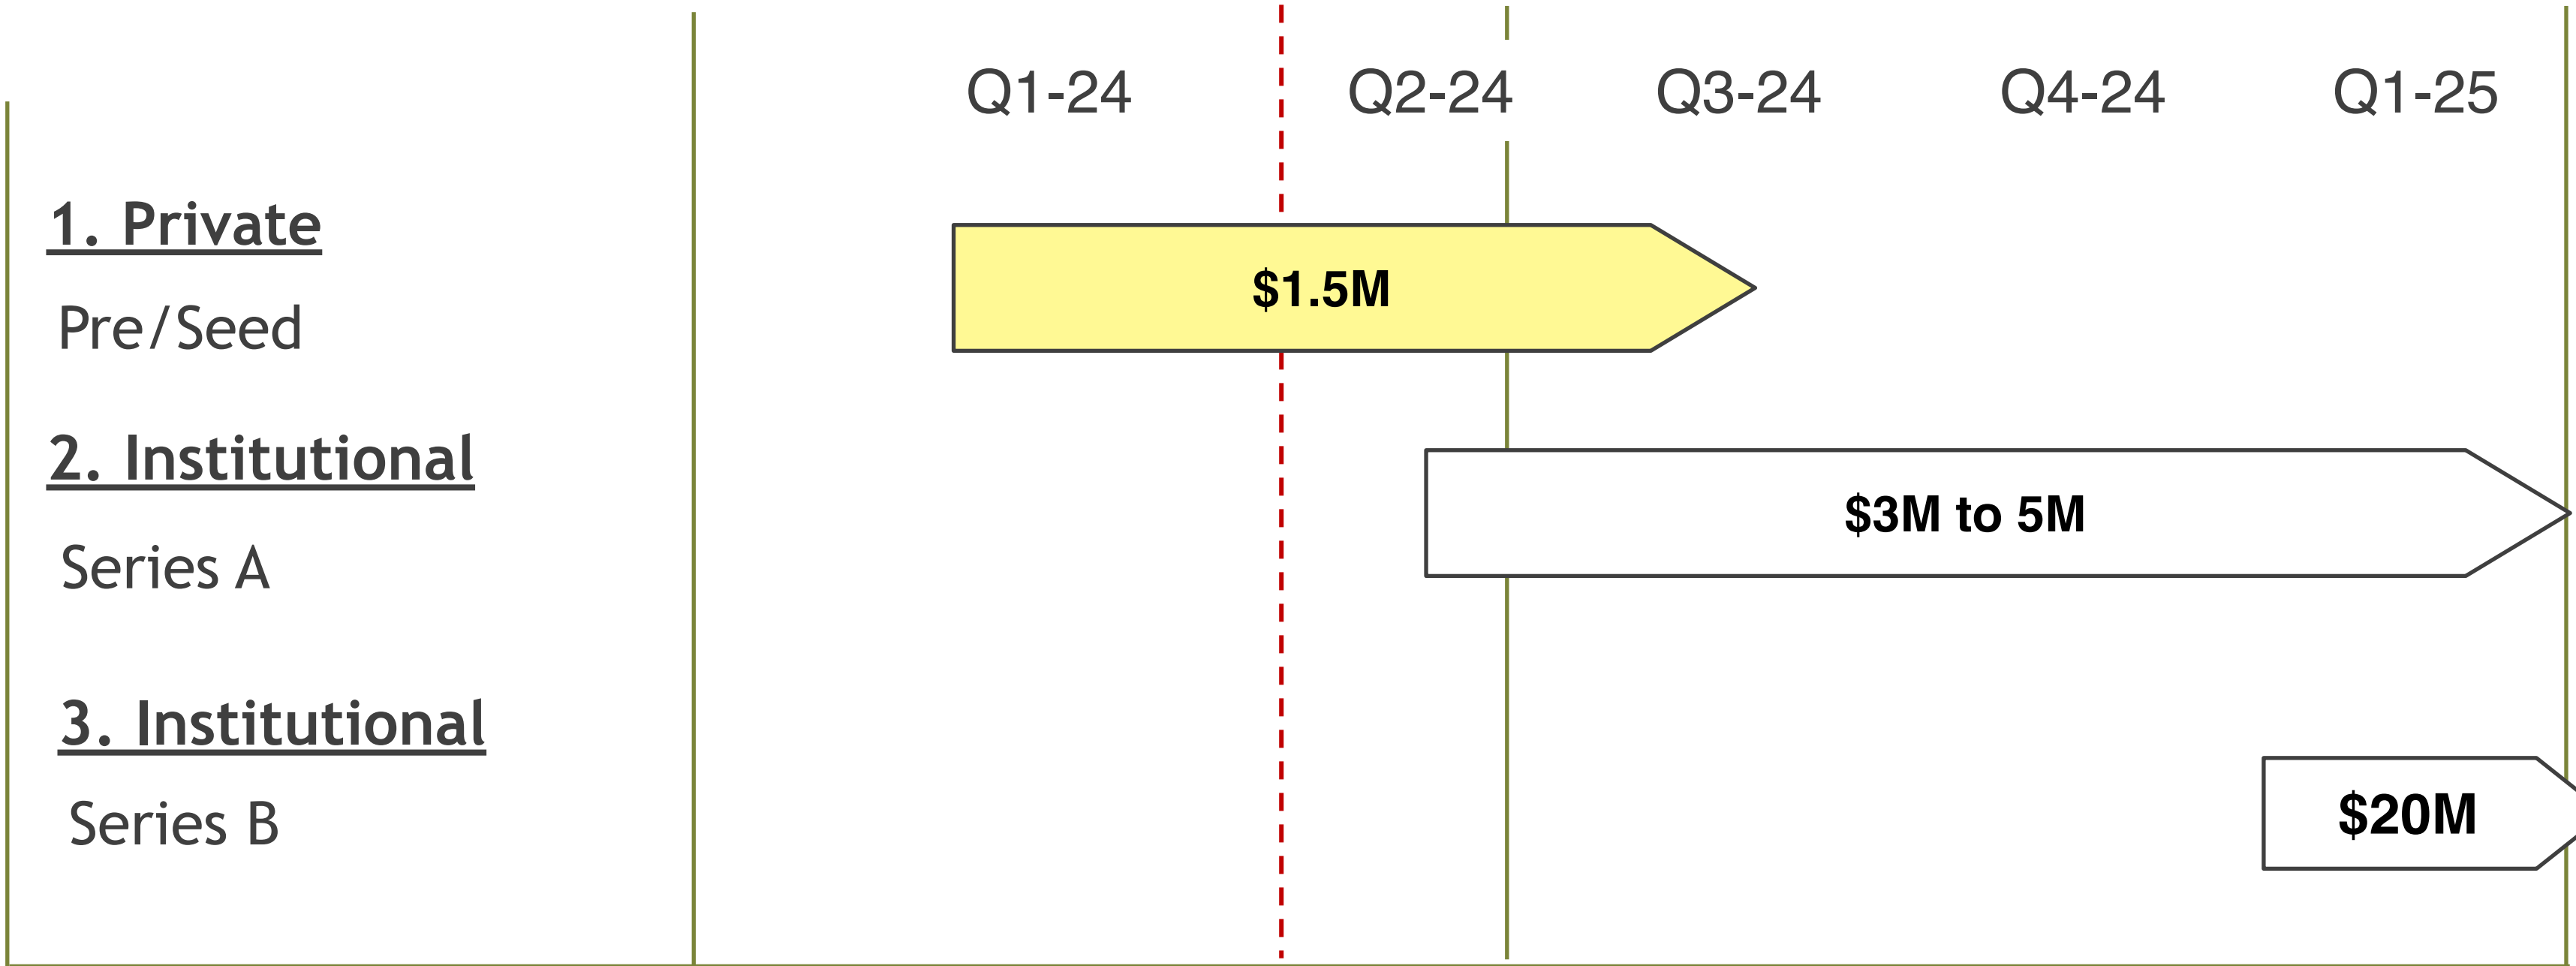 Q1-24 Q2-24 Q3-24 Q4-24 Q1-25
1. Private
$1.5M
Pre/Seed
2. Institutional
$3M to 5M
Series A
3. Institutional
$20M
Series B